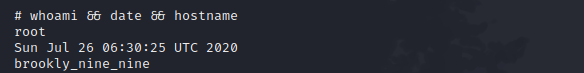 # whoami && date && hostname
root
Sun Jul 26 06:30:25 UTC 2020
brookly_nine_nine